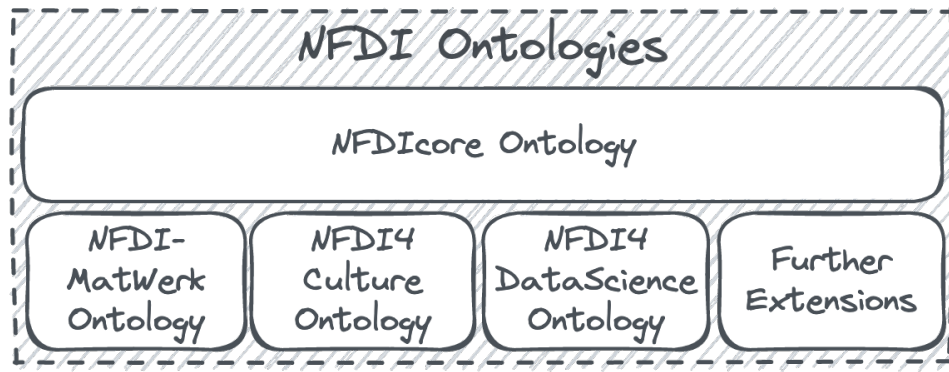 NFDI Ontologies
NFDIcore Ontology
NFDI-
MatWerk
Ontology
NFDI4
Culture
Ontology
NFDI4
DataScience
Ontology
Further
Extensions